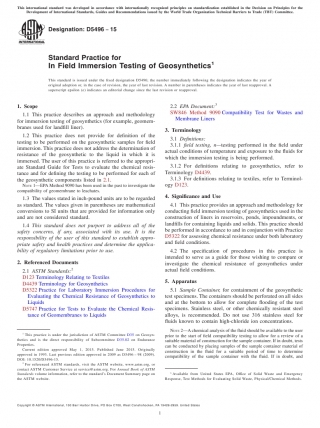 This international standard was developed in accordance with internationally recognized principles on standardization established in the Decision on Principles for the
Development of International Standards, Guides and Recommendations issued by the World Trade Organization Technical Barriers to Trade (TBT) Committee.
Designation: D5496 − 15
INTERNATIONAL
Standard Practice for
In Field Immersion Testing of Geosynthetics¹
This standard is issued under the fixed designation D5496; the number immediately following the designation indicates the year of
original adoption or, in the case of revision, the year of last revision. A number in parentheses indicates the year of last reapproval. A
superscript epsilon (ε) indicates an editorial change since the last revision or reapproval.
1. Scope
1.1 This practice describes an approach and methodology
for immersion testing of geosynthetics (for example, geomem-
branes used for landfill liner).
1.2 This practice does not provide for definition of the
testing to be performed on the synthetic samples for field
immersion. This practice does not address the determination of
resistance of the geosynthetic to the liquid in which it is
immersed. The user of this practice is referred to the appropri-
ate Standard Guide for Tests to evaluate the chemical resis-
tance and for defining the testing to be performed for each of
the geosynthetic components listed in 2.1.
NOTE 1—EPA Method 9090 has been used in the past to investigate the
compatibility of geomembrane to leachates.
1.3 The values stated in inch-pound units are to be regarded
as standard. The values given in parentheses are mathematical
conversions to SI units that are provided for information only
and are not considered standard.
1.4 This standard does not purport to address all of the
safety concerns, if any, associated with its use. It is the
responsibility of the user of this standard to establish appro-
priate safety and health practices and determine the applica-
bility of regulatory limitations prior to use.
2. Referenced Documents
2.1 ASTM Standards:²
D123 Terminology Relating to Textiles
D4439 Terminology for Geosynthetics
D5322 Practice for Laboratory Immersion Procedures for
Evaluating the Chemical Resistance of Geosynthetics to
Liquids
D5747 Practice for Tests to Evaluate the Chemical Resis-
tance of Geomembranes to Liquids
¹ This practice is under the jurisdiction of ASTM Committee D35 on Geosyn-
thetics and is the direct responsibility of Subcommittee D35.02 on Endurance
Properties.
Current edition approved May 1, 2015. Published June 2015. Originally
approved in 1993. Last previous edition approved in 2009 as D5496 – 98 (2009).
DOI: 10.1520/D5496-15.
² For referenced ASTM standards, visit the ASTM website, www.astm.org, or
contact ASTM Customer Service at service@astm.org. For Annual Book of ASTM
Standards volume information, refer to the standard's Document Summary page on
the ASTM website.
2.2 EPA Document:³
SW846 Method 9090 Compatibility Test for Wastes and
Membrane Liners
3. Terminology
3.1 Definitions:
3.1.1 field testing, n—testing performed in the field under
actual conditions of temperature and exposure to the fluids for
which the immersion testing is being performed.
3.1.2 For definitions relating to geosynthetics, refer to
Terminology D4439.
3.1.3 For definitions relating to textiles, refer to Terminol-
ogy D123.
4. Significance and Use
4.1 This practice provides an approach and methodology for
conducting field immersion testing of geosynthetics used in the
construction of liners in reservoirs, ponds, impoundments, or
landfills for containing liquids and solids. This practice should
be performed in accordance to and in comparison with Practice
D5322 for assessing chemical resistance under both laboratory
and field conditions.
4.2 The specification of procedures in this practice is
intended to serve as a guide for those wishing to compare or
investigate the chemical resistance of geosynthetics under
actual field conditions.
5. Apparatus
5.1 Sample Container, for containment of the geosynthetic
test specimens. The containers should be perforated on all sides
and at the bottom to allow for complete flooding of the test
specimens. Stainless steel, or other chemically resistant steel
alloys, is recommended. Do not use 316 stainless steel for
fluids known to contain high-chloride ion concentrations.
NOTE 2—A chemical analysis of the fluid should be available to the user
prior to the start of field compatibility testing to allow for a review of a
suitable material of construction for the sample container. If in doubt, tests
can be conducted by placing samples of the sample container material of
construction in the fluid for a variable period of time to determine
compatibility of the sample container with the fluid. If in doubt, and
³ Available from United States EPA, Office of Solid Waste and Emergency
Response, Test Methods for Evaluating Solid Waste, Physical/Chemical Methods,
Copyright © ASTM International, 100 Barr Harbor Drive, PO Box C700, West Conshohocken, PA 19428-2959. United States
1